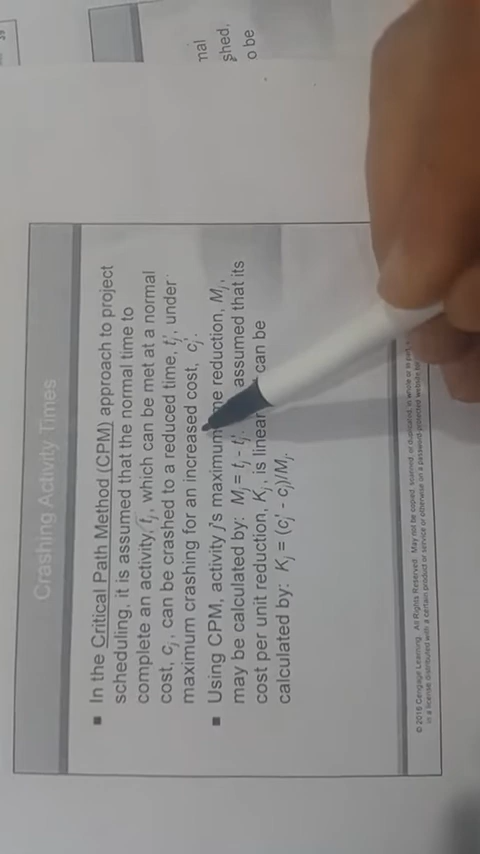 39
nal
shed,
o be
Crashing Activity Times
■ In the Critical Path Method (CPM) approach to project
scheduling, it is assumed that the normal time to
complete an activity, tj, which can be met at a normal
cost, cj, can be crashed to a reduced time, tj', under
maximum crashing for an increased cost, cj'.
■ Using CPM, activity j's maximum me reduction, Mj,
may be calculated by: Mj = tj - tj'. assumed that its
cost per unit reduction, Kj, is linear can be
calculated by: Kj = (cj' - cj)/Mj.
© 2016 Cengage Learning. All Rights Reserved. May not be copied, scanned, or duplicated, in whole or in part,
in a license distributed with a certain product or service or otherwise on a password-protected website for